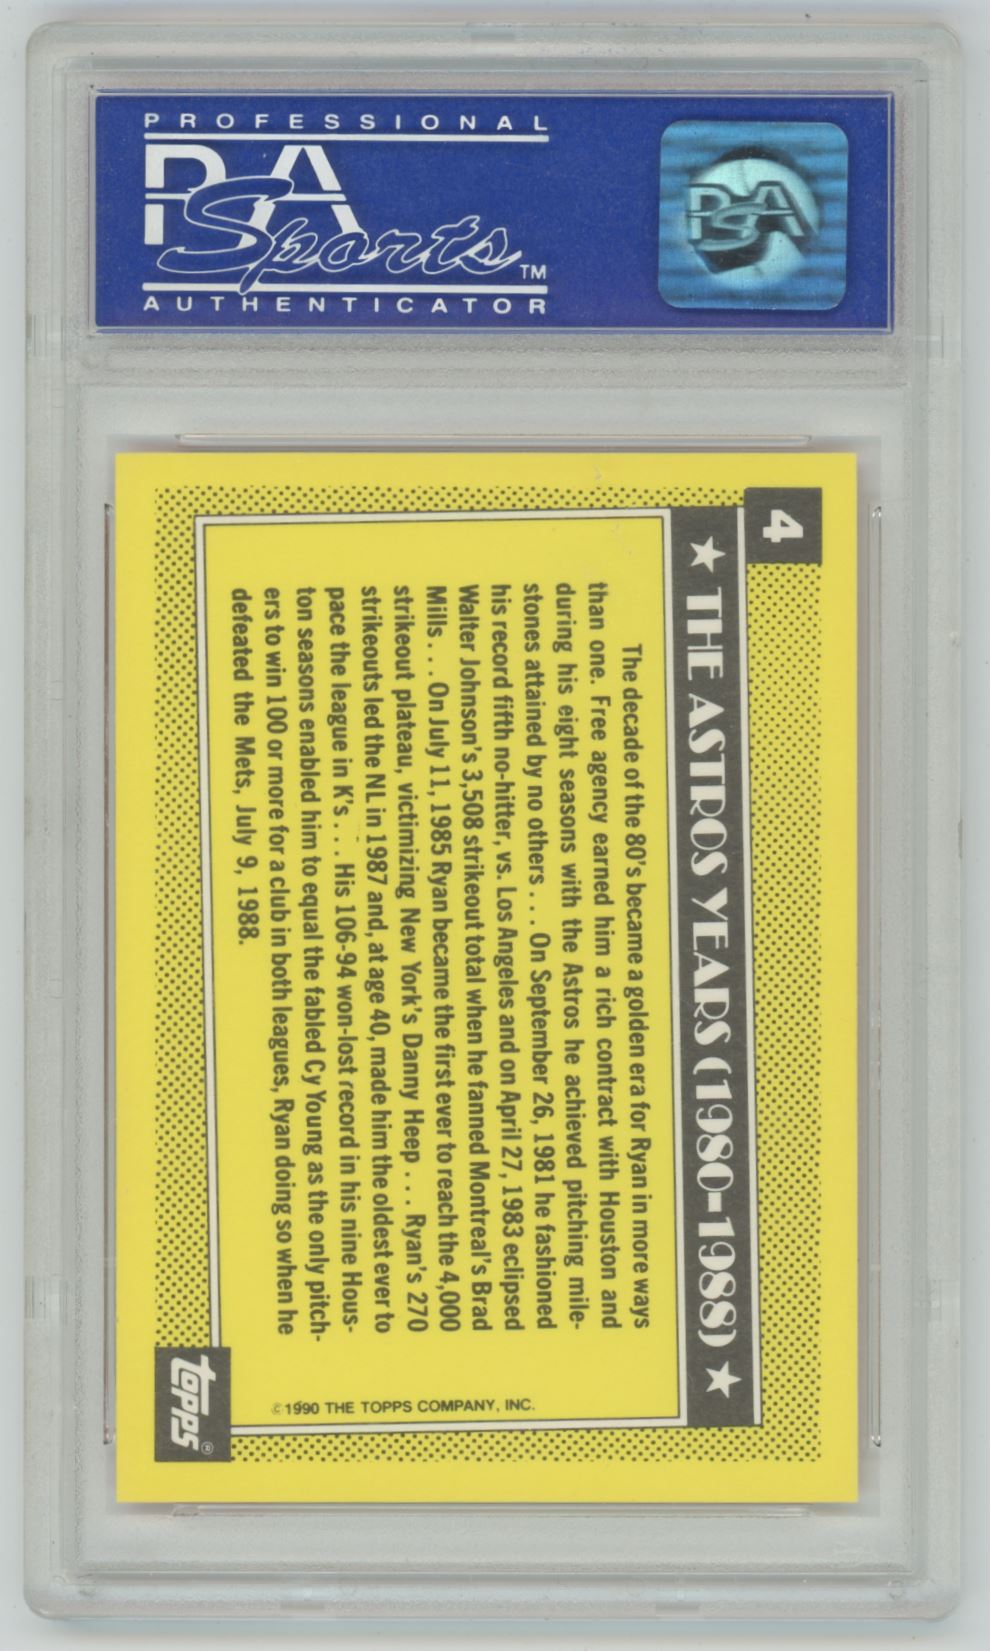 PROFESSIONAL
PSA
Sports™
AUTHENTICATOR
PSA
4
★ THE ASTROS YEARS (1980-1988) ★
The decade of the 80's became a golden era for Ryan in more ways
than one. Free agency earned him a rich contract with Houston and
during his eight seasons with the Astros he achieved pitching mile-
stones attained by no others . . . On September 26, 1981 he fashioned
his record fifth no-hitter, vs. Los Angeles and on April 27, 1983 eclipsed
Walter Johnson's 3,508 strikeout total when he fanned Montreal's Brad
Mills . . . On July 11, 1985 Ryan became the first ever to reach the 4,000
strikeout plateau, victimizing New York's Danny Heep . . . Ryan's 270
strikeouts led the NL in 1987 and, at age 40, made him the oldest ever to
pace the league in K's . . . His 106-94 won-lost record in his nine Hous-
ton seasons enabled him to equal the fabled Cy Young as the only pitch-
ers to win 100 or more for a club in both leagues, Ryan doing so when he
defeated the Mets, July 9, 1988.
©1990 THE TOPPS COMPANY, INC.
topps®